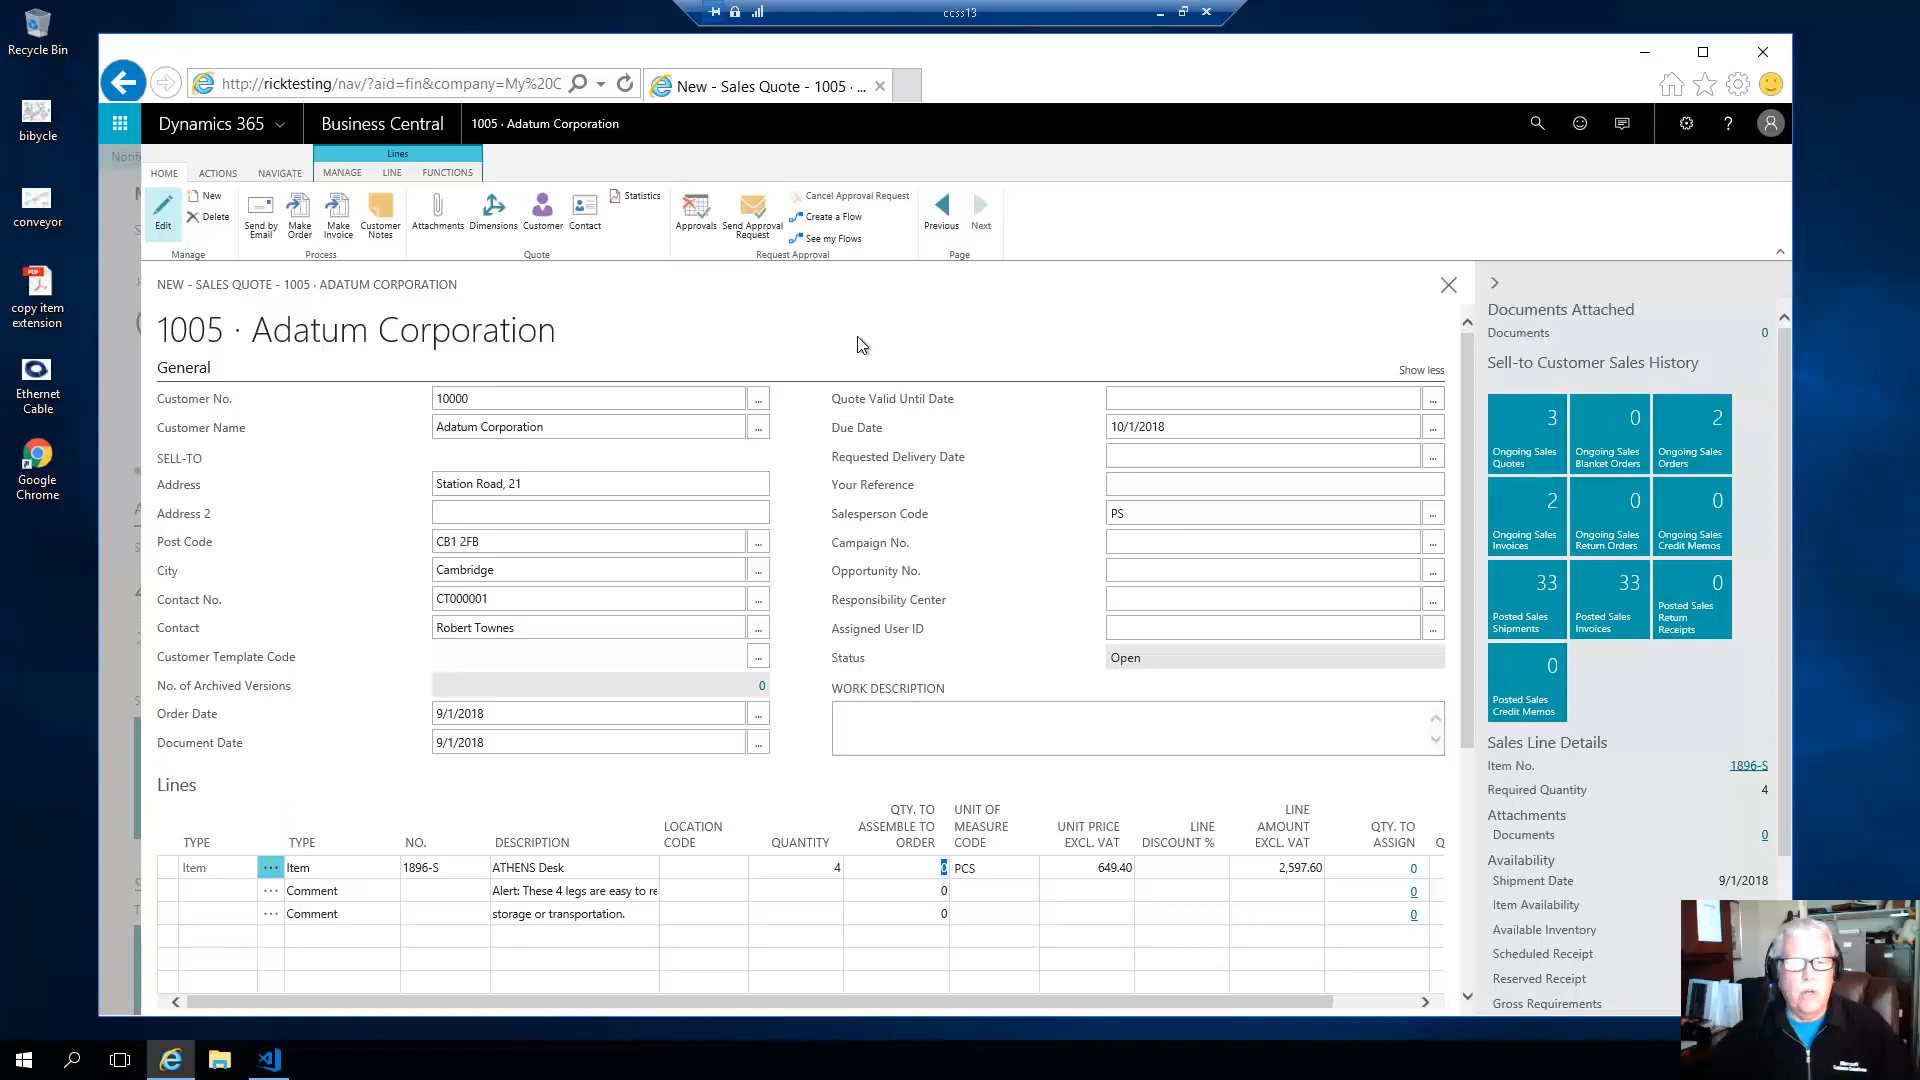 ccss13
Recycle Bin
bibycle
conveyor
copy item
extension
Ethernet
Cable
Google
Chrome
http://ricktesting/nav/?aid=fin&company=My%20C
New - Sales Quote - 1005 · ...
Dynamics 365
Business Central
1005 · Adatum Corporation
?
Notifi
Lines
HOME
ACTIONS
NAVIGATE
MANAGE
LINE
FUNCTIONS
Edit
New
Delete
Manage
Send by
Email
Make
Order
Make
Invoice
Customer
Notes
Process
Attachments
Dimensions
Customer
Contact
Statistics
Quote
Approvals
Send Approval
Request
Cancel Approval Request
Create a Flow
See my Flows
Request Approval
Previous
Next
Page
NEW - SALES QUOTE - 1005 · ADATUM CORPORATION
1005 · Adatum Corporation
General
Show less
Customer No. 10000 ...
Customer Name Adatum Corporation ...
SELL-TO
Address Station Road, 21
Address 2
Post Code CB1 2FB ...
City Cambridge ...
Contact No. CT000001 ...
Contact Robert Townes ...
Customer Template Code ...
No. of Archived Versions 0
Order Date 9/1/2018 ...
Document Date 9/1/2018 ...
Quote Valid Until Date ...
Due Date 10/1/2018 ...
Requested Delivery Date ...
Your Reference
Salesperson Code PS ...
Campaign No. ...
Opportunity No. ...
Responsibility Center ...
Assigned User ID ...
Status Open
WORK DESCRIPTION
Lines
TYPE
TYPE
NO.
DESCRIPTION
LOCATION
CODE
QUANTITY
QTY. TO
ASSEMBLE TO
ORDER
UNIT OF
MEASURE
CODE
UNIT PRICE
EXCL. VAT
LINE
DISCOUNT %
LINE
AMOUNT
EXCL. VAT
QTY. TO
ASSIGN
Q
Item ... Item 1896-S ATHENS Desk 4 0 PCS 649.40 2,597.60 0
... Comment Alert: These 4 legs are easy to re 0 0
... Comment storage or transportation. 0 0
Documents Attached
Documents 0
Sell-to Customer Sales History
3
Ongoing Sales
Quotes
0
Ongoing Sales
Blanket Orders
2
Ongoing Sales
Orders
2
Ongoing Sales
Invoices
0
Ongoing Sales
Return Orders
0
Ongoing Sales
Credit Memos
33
Posted Sales
Shipments
33
Posted Sales
Invoices
0
Posted Sales
Return
Receipts
0
Posted Sales
Credit Memos
Sales Line Details
Item No. 1896-S
Required Quantity 4
Attachments
Documents 0
Availability
Shipment Date 9/1/2018
Item Availability
Available Inventory
Scheduled Receipt
Reserved Receipt
Gross Requirements